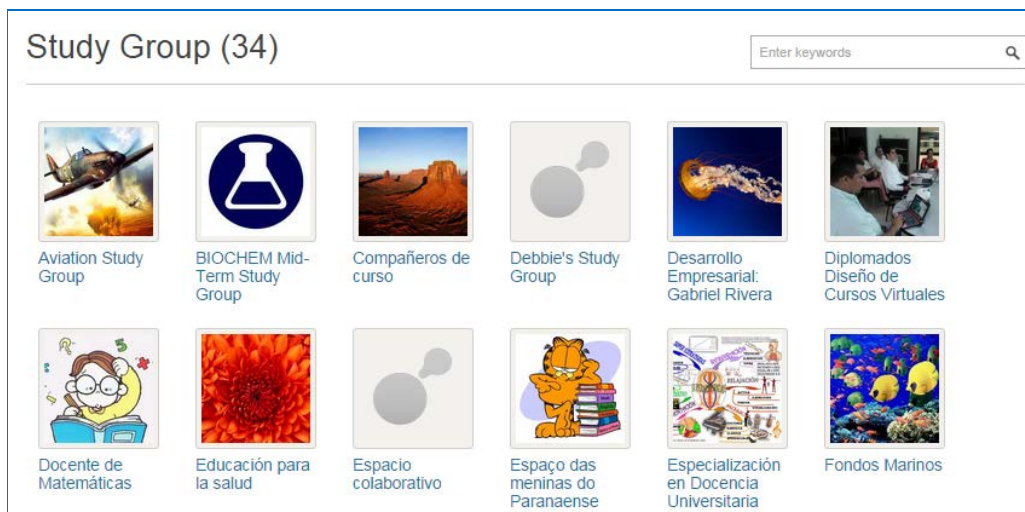 Study Group (34)
Enter keywords
Aviation Study
Group
BIOCHEM Mid-
Term Study
Group
Compañeros de
curso
Debbie's Study
Group
Desarrollo
Empresarial:
Gabriel Rivera
Diplomados
Diseño de
Cursos Virtuales
Docente de
Matemáticas
Educación para
la salud
Espacio
colaborativo
Espaço das
meninas do
Paranaense
Especialización
en Docencia
Universitaria
Fondos Marinos
RELAJACIÓN